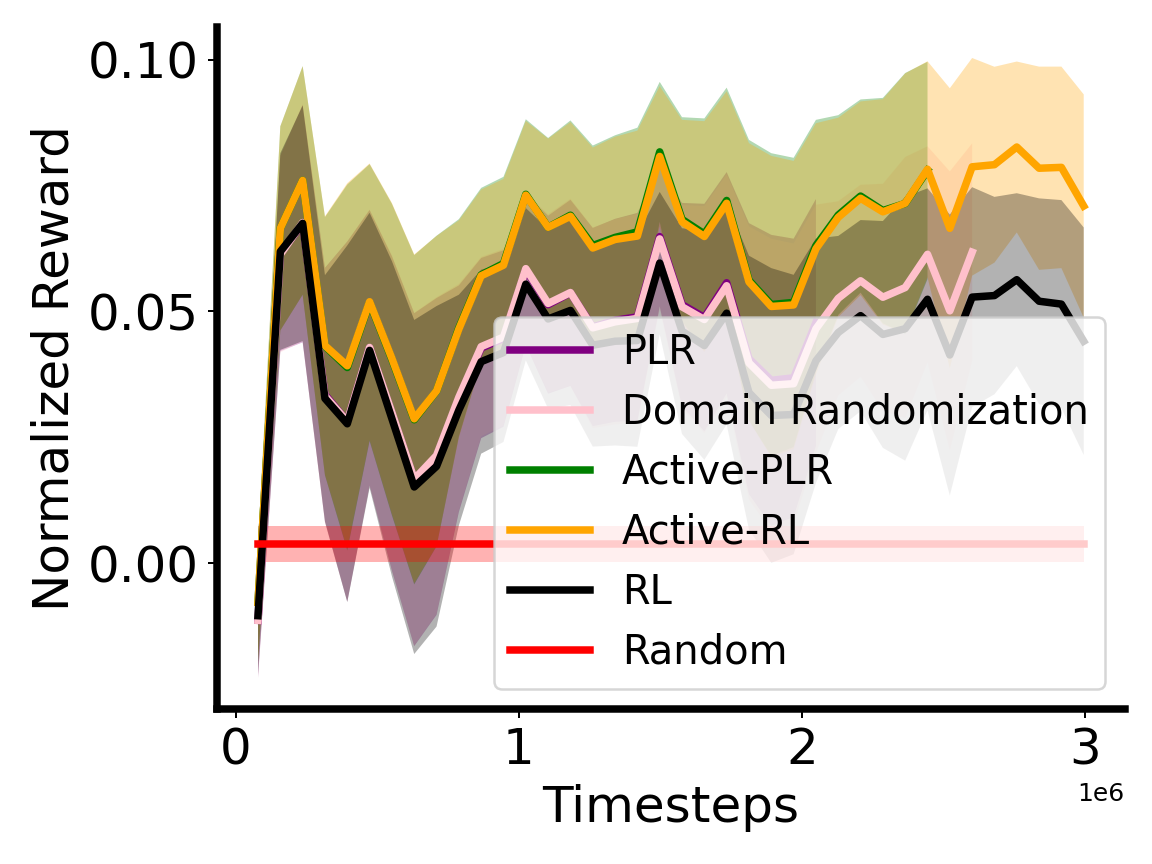 0.10
0.05
0.00
Normalized Reward
PLR
Domain Randomization
Active-PLR
Active-RL
RL
Random
0 1 2 3
1e6
Timesteps